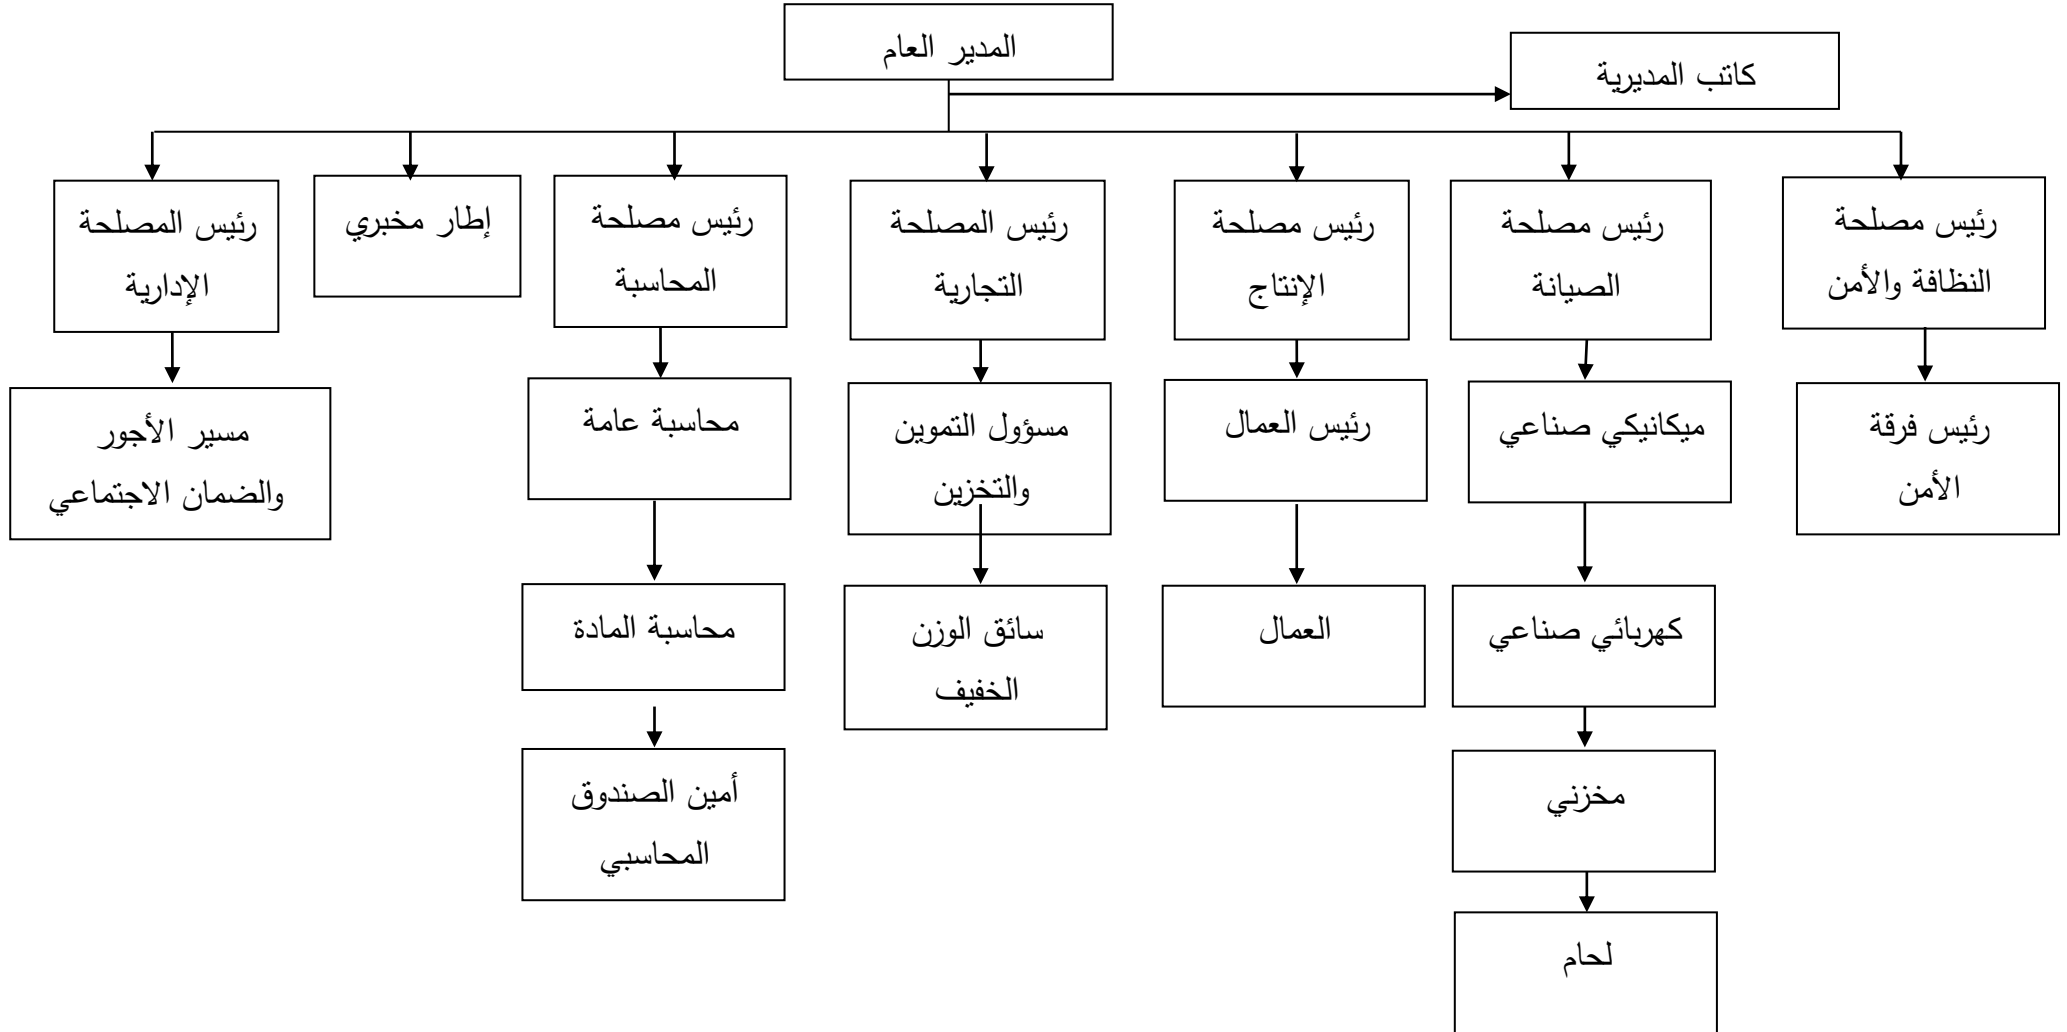 المدير العام
كاتب المديرية
رئيس مصلحة
النظافة والأمن
رئيس مصلحة
الصيانة
رئيس مصلحة
الإنتاج
رئيس المصلحة
التجارية
رئيس مصلحة
المحاسبة
إطار مخبري
رئيس المصلحة
الإدارية
رئيس فرقة
الأمن
ميكانيكي صناعي
رئيس العمال
مسؤول التموين
والتخزين
محاسبة عامة
مسير الأجور
والضمان الاجتماعي
كهربائي صناعي
العمال
سائق الوزن
الخفيف
محاسبة المادة
مخزني
أمين الصندوق
المحاسبي
لحام